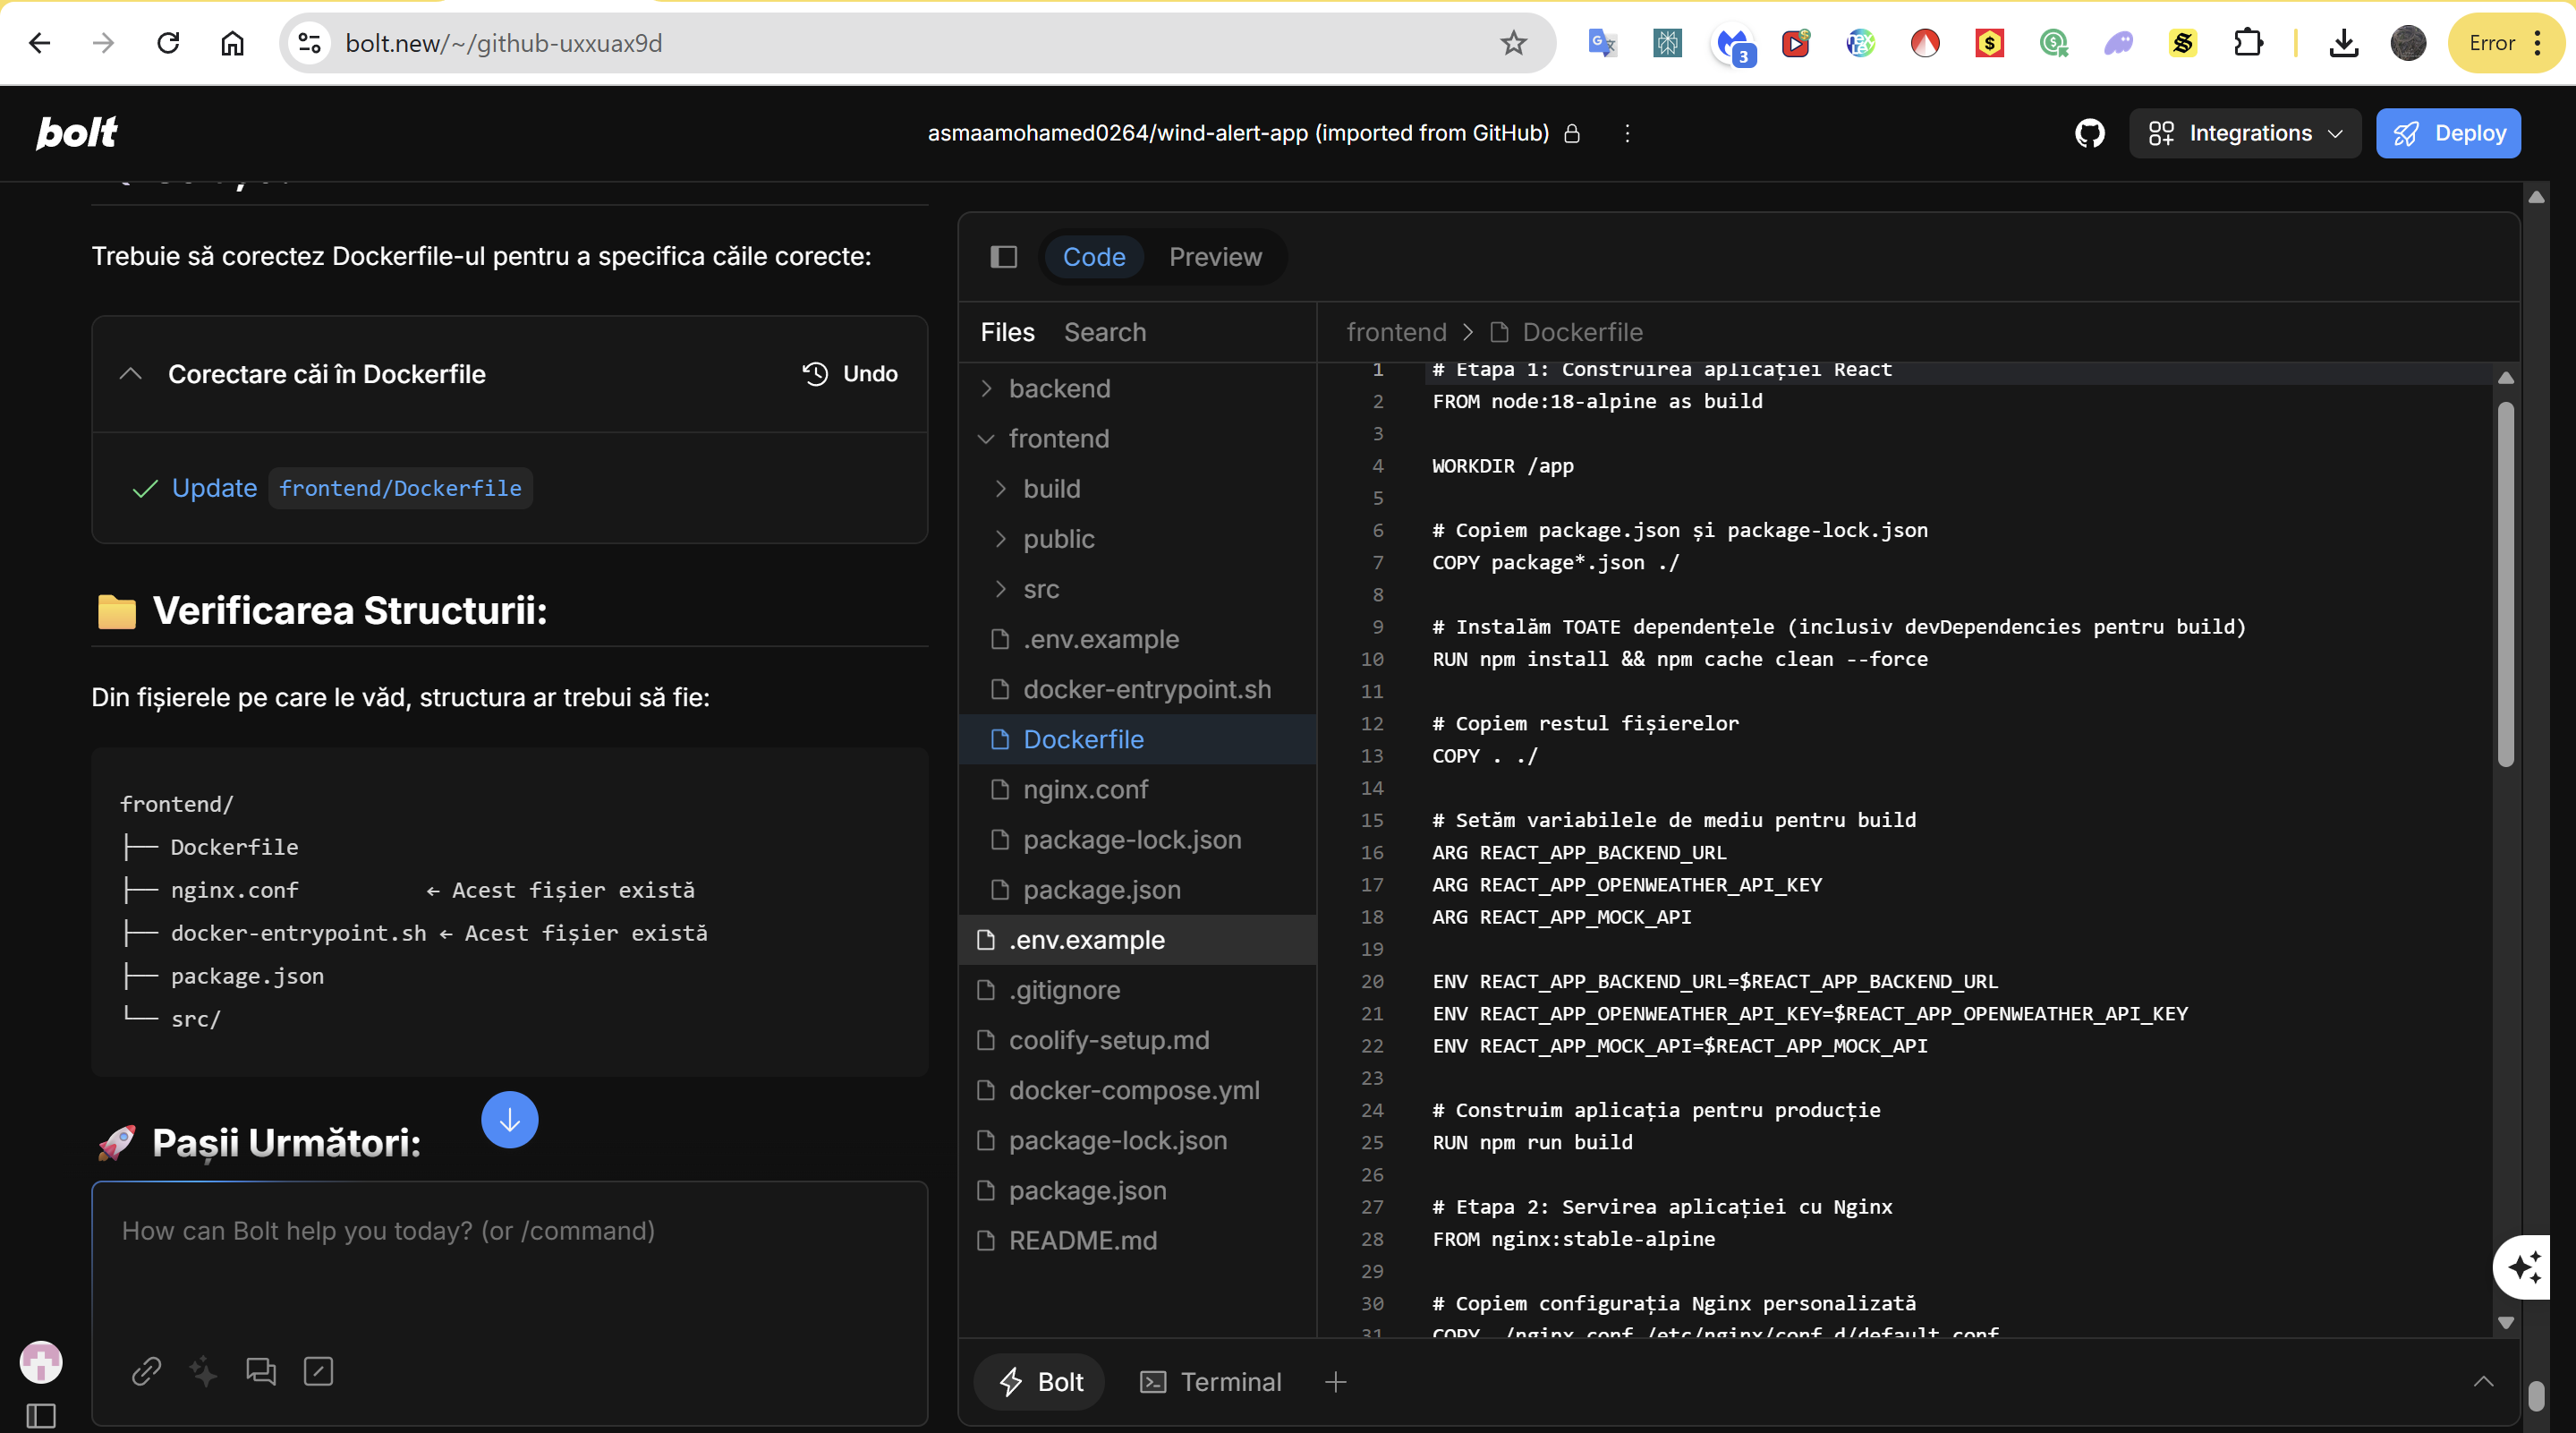 bolt.new/~/github-uxxuax9d
3
Error
bolt
asmaamohamed0264/wind-alert-app (imported from GitHub)
Integrations
Deploy
Trebuie să corectez Dockerfile-ul pentru a specifica căile corecte:
Corectare căi în Dockerfile
Undo
Update frontend/Dockerfile
📁 Verificarea Structurii:
Din fișierele pe care le văd, structura ar trebui să fie:
frontend/
├── Dockerfile
├── nginx.conf          ← Acest fișier există
├── docker-entrypoint.sh ← Acest fișier există
├── package.json
└── src/
🚀 Pașii Următori:
How can Bolt help you today? (or /command)
Code
Preview
Files
Search
backend
frontend
build
public
src
.env.example
docker-entrypoint.sh
Dockerfile
nginx.conf
package-lock.json
package.json
.env.example
.gitignore
coolify-setup.md
docker-compose.yml
package-lock.json
package.json
README.md
frontend > Dockerfile
1 # Etapa 1: Construirea aplicației React
2 FROM node:18-alpine as build
3
4 WORKDIR /app
5
6 # Copiem package.json și package-lock.json
7 COPY package*.json ./
8
9 # Instalăm TOATE dependențele (inclusiv devDependencies pentru build)
10 RUN npm install && npm cache clean --force
11
12 # Copiem restul fișierelor
13 COPY . ./
14
15 # Setăm variabilele de mediu pentru build
16 ARG REACT_APP_BACKEND_URL
17 ARG REACT_APP_OPENWEATHER_API_KEY
18 ARG REACT_APP_MOCK_API
19
20 ENV REACT_APP_BACKEND_URL=$REACT_APP_BACKEND_URL
21 ENV REACT_APP_OPENWEATHER_API_KEY=$REACT_APP_OPENWEATHER_API_KEY
22 ENV REACT_APP_MOCK_API=$REACT_APP_MOCK_API
23
24 # Construim aplicația pentru producție
25 RUN npm run build
26
27 # Etapa 2: Servirea aplicației cu Nginx
28 FROM nginx:stable-alpine
29
30 # Copiem configurația Nginx personalizată
31 COPY ./nginx.conf /etc/nginx/conf.d/default.conf
Bolt
Terminal